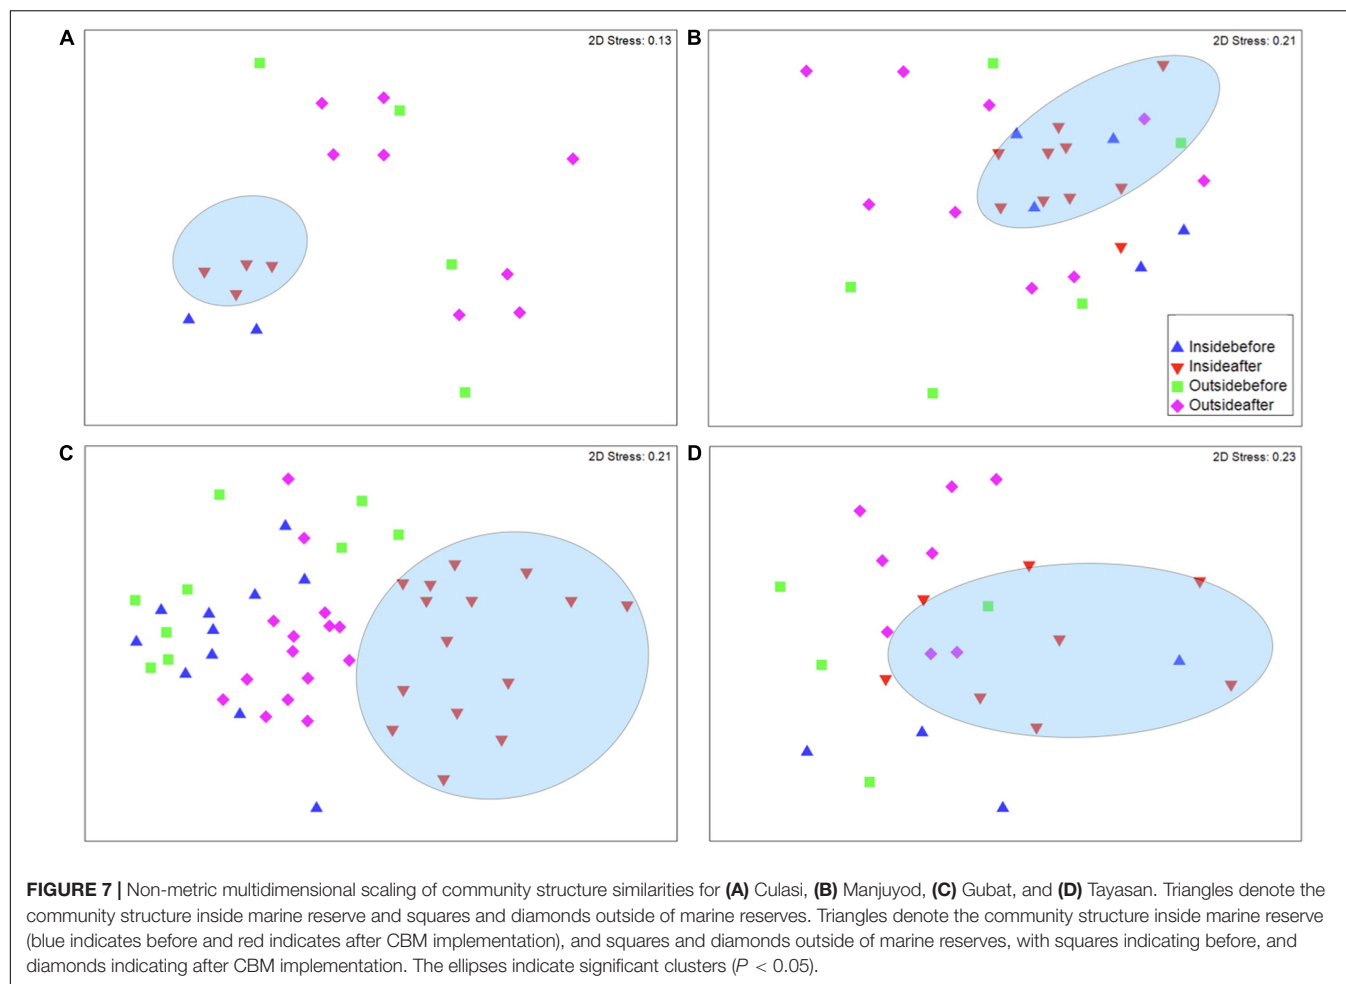 A
2D Stress: 0.13
B
2D Stress: 0.21
Insidebefore
Insideafter
Outsidebefore
Outsideafter
C
2D Stress: 0.21
D
2D Stress: 0.23
FIGURE 7 | Non-metric multidimensional scaling of community structure similarities for (A) Culasi, (B) Manjuyod, (C) Gubat, and (D) Tayasan. Triangles denote the
community structure inside marine reserve and squares and diamonds outside of marine reserves. Triangles denote the community structure inside marine reserve
(blue indicates before and red indicates after CBM implementation), and squares and diamonds outside of marine reserves, with squares indicating before, and
diamonds indicating after CBM implementation. The ellipses indicate significant clusters (P < 0.05).